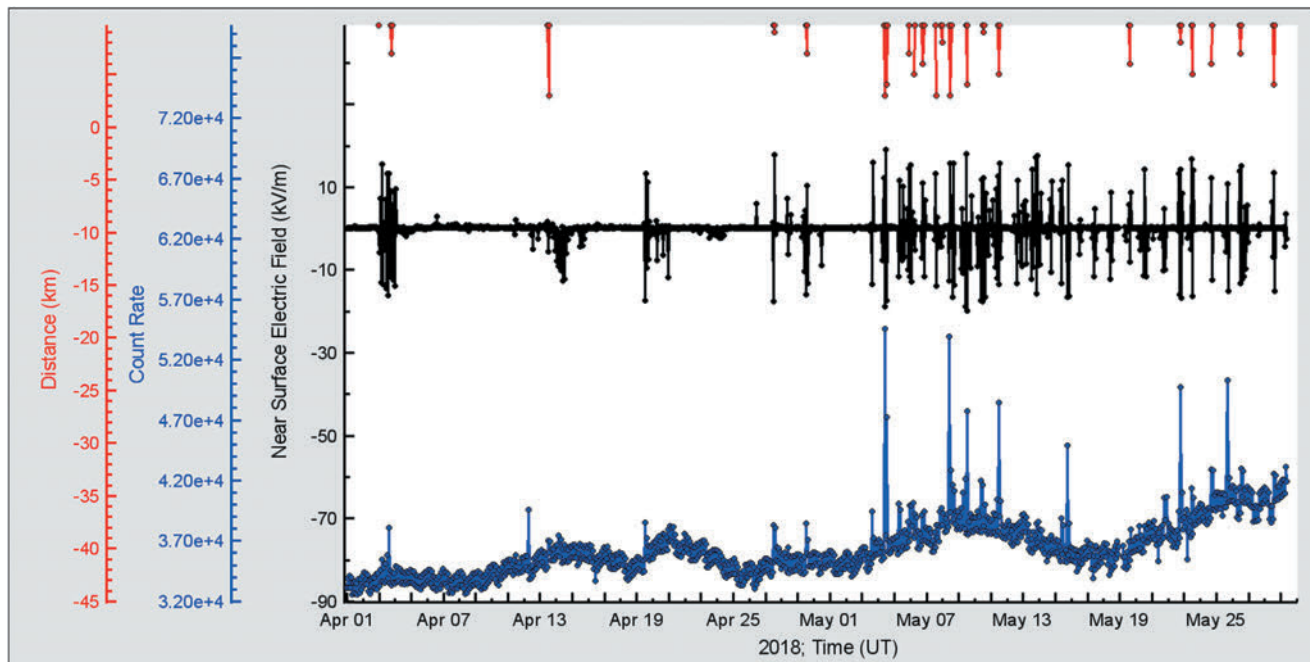 Distance (km)
0
-5
-10
-15
-20
-25
-30
-35
-40
-45
Count Rate
7.20e+4
6.70e+4
6.20e+4
5.70e+4
5.20e+4
4.70e+4
4.20e+4
3.70e+4
3.20e+4
Near Surface Electric Field (kV/m)
10
-10
-30
-50
-70
-90
Apr 01 Apr 07 Apr 13 Apr 19 Apr 25 May 01 May 07 May 13 May 19 May 25
2018; Time (UT)